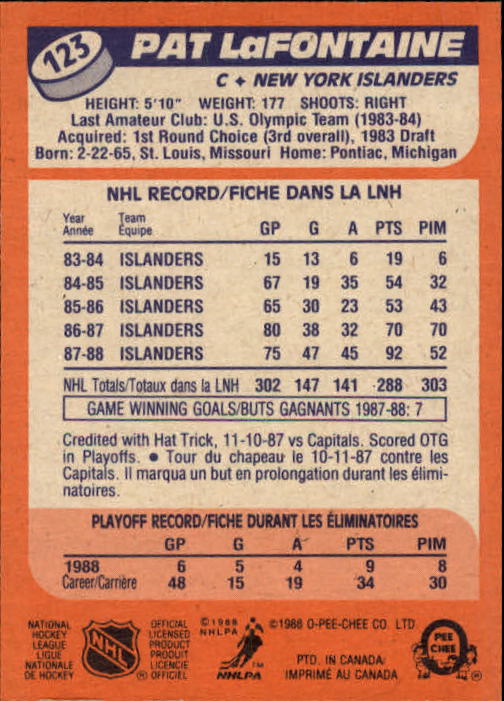 123
PAT LaFONTAINE
C ✦ NEW YORK ISLANDERS
HEIGHT: 5'10" WEIGHT: 177 SHOOTS: RIGHT
Last Amateur Club: U.S. Olympic Team (1983-84)
Acquired: 1st Round Choice (3rd overall), 1983 Draft
Born: 2-22-65, St. Louis, Missouri Home: Pontiac, Michigan
NHL RECORD/FICHE DANS LA LNH
Year Team
Année Équipe GP G A PTS PIM
83-84 ISLANDERS 15 13 6 19 6
84-85 ISLANDERS 67 19 35 54 32
85-86 ISLANDERS 65 30 23 53 43
86-87 ISLANDERS 80 38 32 70 70
87-88 ISLANDERS 75 47 45 92 52
NHL Totals/Totaux dans la LNH 302 147 141 288 303
GAME WINNING GOALS/BUTS GAGNANTS 1987-88: 7
Credited with Hat Trick, 11-10-87 vs Capitals. Scored OTG
in Playoffs. ● Tour du chapeau le 10-11-87 contre les
Capitals. Il marqua un but en prolongation durant les élimi-
natoires.
PLAYOFF RECORD/FICHE DURANT LES ÉLIMINATOIRES
GP G A PTS PIM
1988 6 5 4 9 8
Career/Carrière 48 15 19 34 30
NATIONAL
HOCKEY
LEAGUE
LIGUE
NATIONALE
DE HOCKEY
NHL
®
OFFICIAL
LICENSED
PRODUCT
PRODUIT
LICENCIE
OFFICIEL
©1988
NHLPA
TM
NHLPA
©1988 O-PEE-CHEE CO. LTD.
PTD. IN CANADA
IMPRIMÉ AU CANADA
O
PEE
CHEE